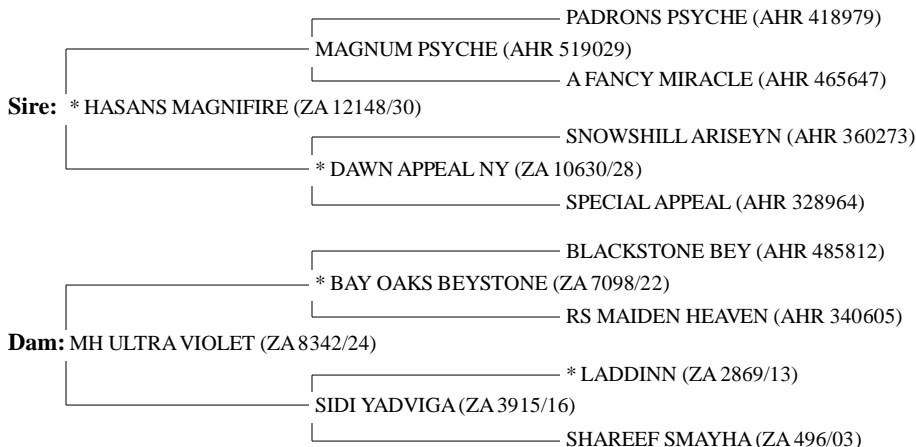 PADRONS PSYCHE (AHR 418979)
MAGNUM PSYCHE (AHR 519029)
A FANCY MIRACLE (AHR 465647)
Sire: * HASANS MAGNIFIRE (ZA 12148/30)
SNOWSHILL ARISEYN (AHR 360273)
* DAWN APPEAL NY (ZA 10630/28)
SPECIAL APPEAL (AHR 328964)
BLACKSTONE BEY (AHR 485812)
* BAY OAKS BEYSTONE (ZA 7098/22)
RS MAIDEN HEAVEN (AHR 340605)
Dam: MH ULTRA VIOLET (ZA 8342/24)
* LADDINN (ZA 2869/13)
SIDI YADVIGA (ZA 3915/16)
SHAREEF SMAYHA (ZA 496/03)